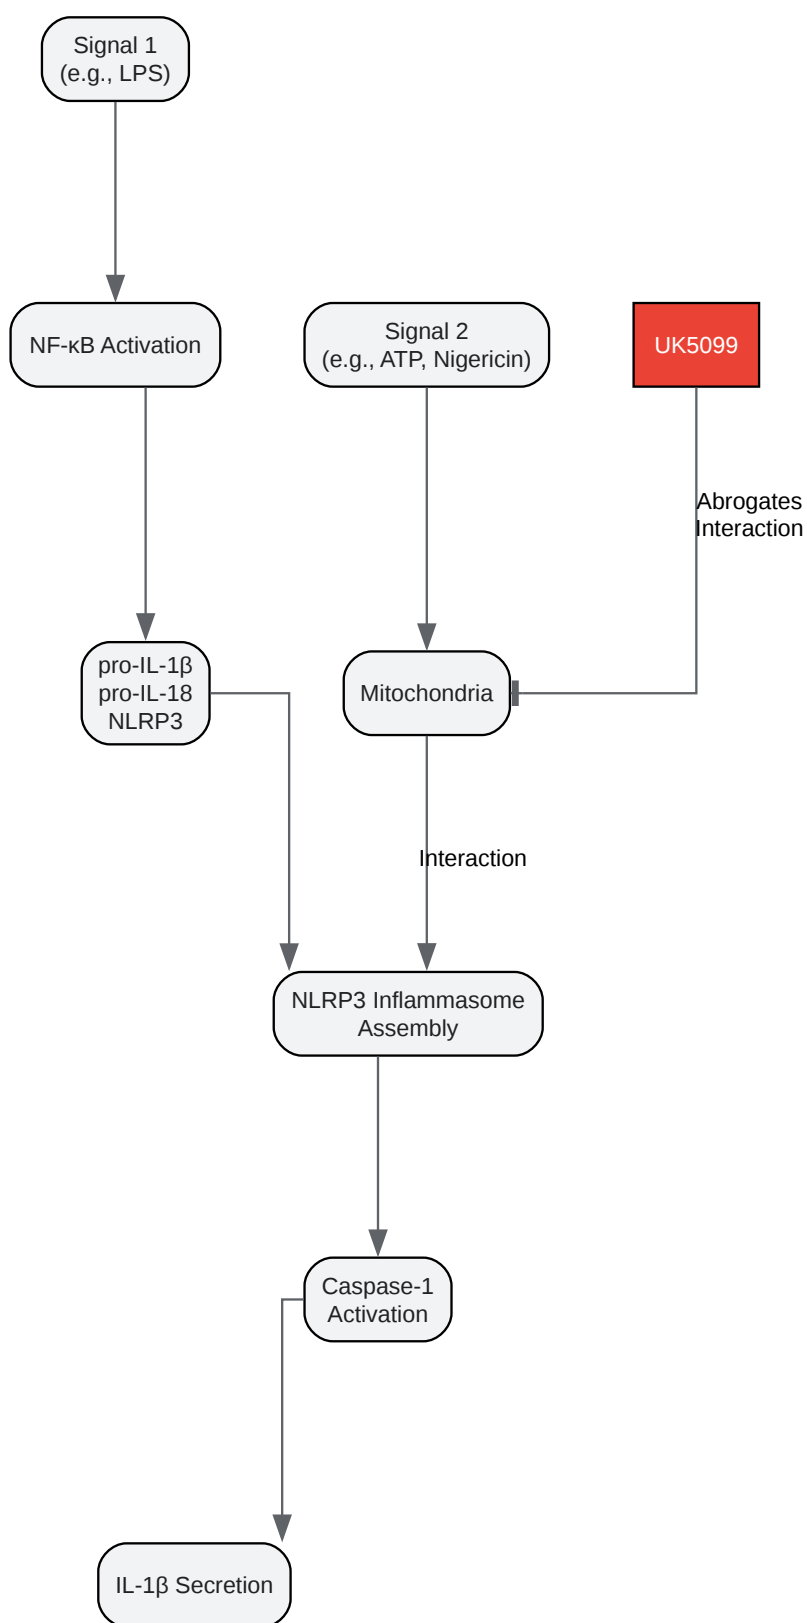 Signal 1
(e.g., LPS)
NF-κB Activation
Signal 2
(e.g., ATP, Nigericin)
UK5099
Abrogates
Interaction
pro-IL-1β
pro-IL-18
NLRP3
Mitochondria
Interaction
NLRP3 Inflammasome
Assembly
Caspase-1
Activation
IL-1β Secretion